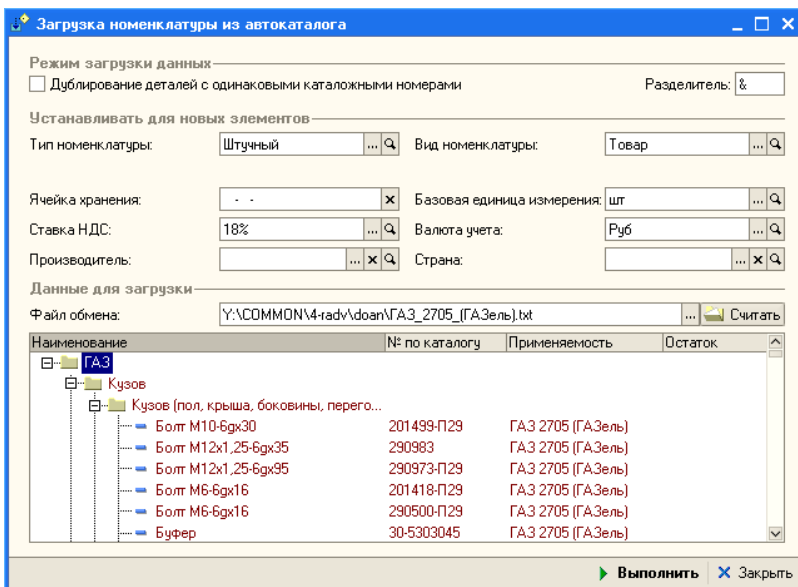 Загрузка номенклатуры из автокаталога
Режим загрузки данных
Дублирование деталей с одинаковыми каталожными номерами Разделитель: &
Устанавливать для новых элементов
Тип номенклатуры: Штучный ... Вид номенклатуры: Товар ...
Ячейка хранения: - - Базовая единица измерения: шт ...
Ставка НДС: 18% ... Валюта учета: Руб ...
Производитель: ... Страна: ...
Данные для загрузки
Файл обмена: Y:\COMMON\4-radv\doan\ГАЗ_2705_(ГАЗель).txt ... Считать
Наименование № по каталогу Применяемость Остаток
ГАЗ
Кузов
Кузов (пол, крыша, боковины, перего...
Болт М10-6gх30 201499-П29 ГАЗ 2705 (ГАЗель)
Болт М12х1,25-6gх35 290983 ГАЗ 2705 (ГАЗель)
Болт М12х1,25-6gх95 290973-П29 ГАЗ 2705 (ГАЗель)
Болт М6-6gх16 201418-П29 ГАЗ 2705 (ГАЗель)
Болт М6-6gх16 290500-П29 ГАЗ 2705 (ГАЗель)
Буфер 30-5303045 ГАЗ 2705 (ГАЗель)
Выполнить Закрыть